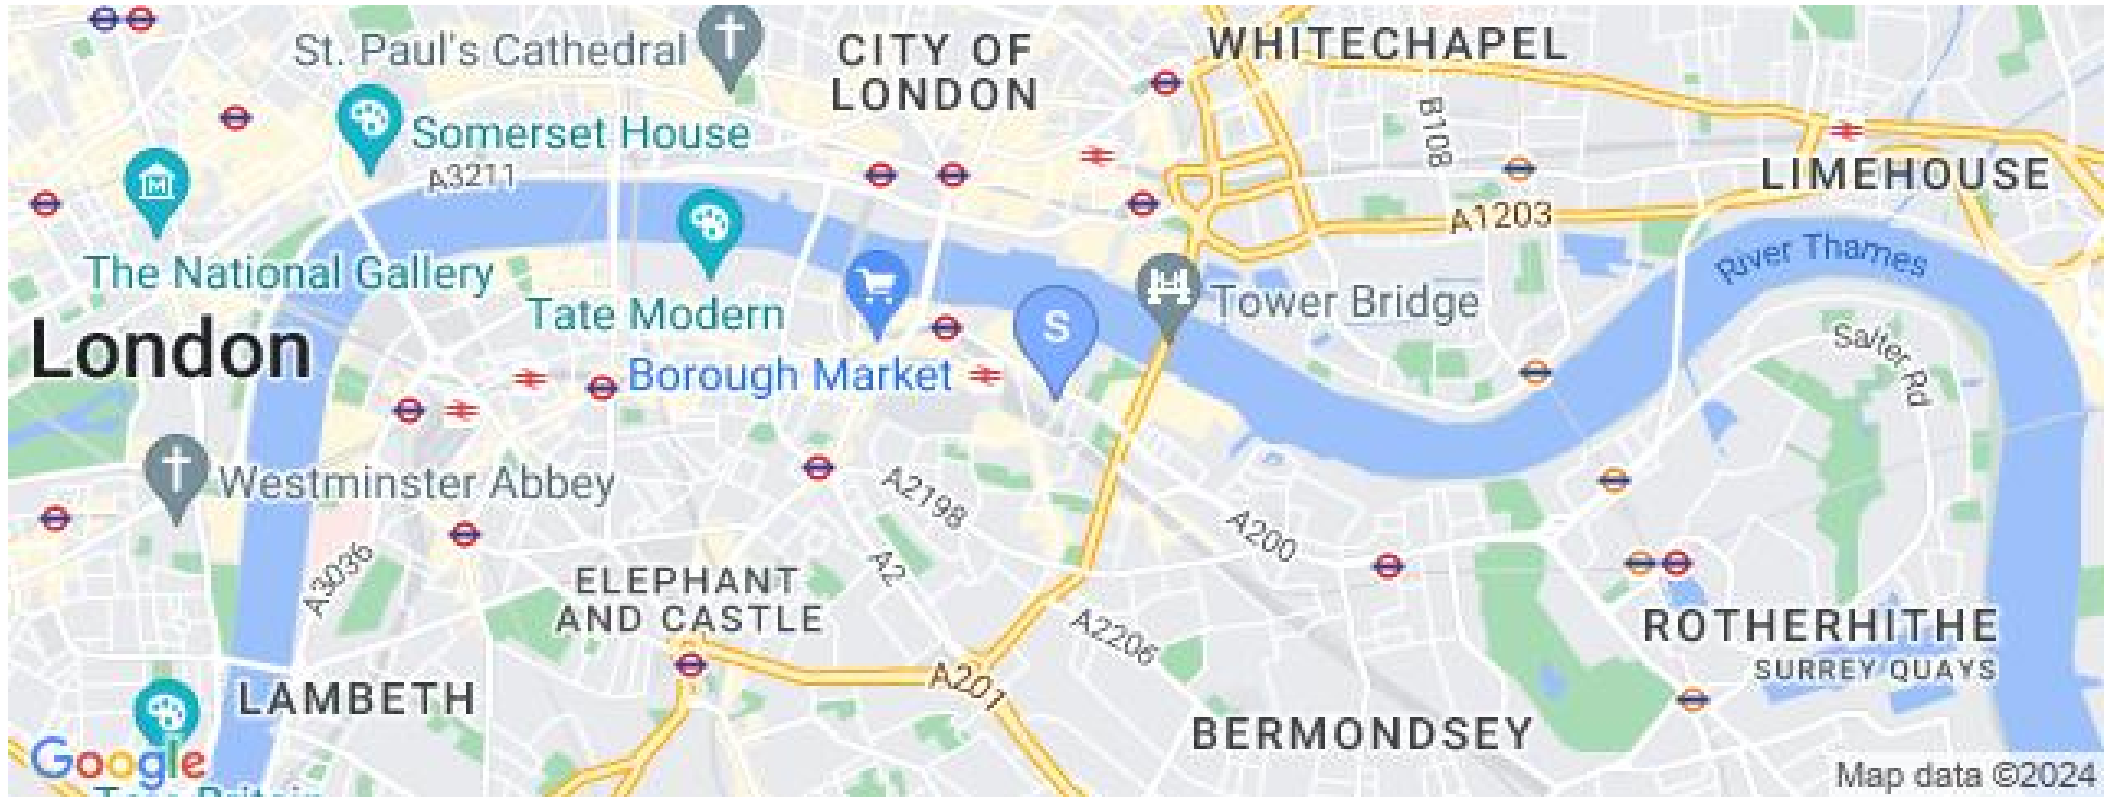 St. Paul's Cathedral
CITY OF
LONDON
WHITECHAPEL
Somerset House
A3211
B108
LIMEHOUSE
A1203
The National Gallery
Tate Modern
River Thames
Tower Bridge
London
Borough Market
S
Salter Rd
Westminster Abbey
A2198
A200
A3036
A2
ELEPHANT
AND CASTLE
A2206
ROTHERHITHE
SURREY QUAYS
A201
LAMBETH
BERMONDSEY
Google
Tate Britain
Map data ©2024